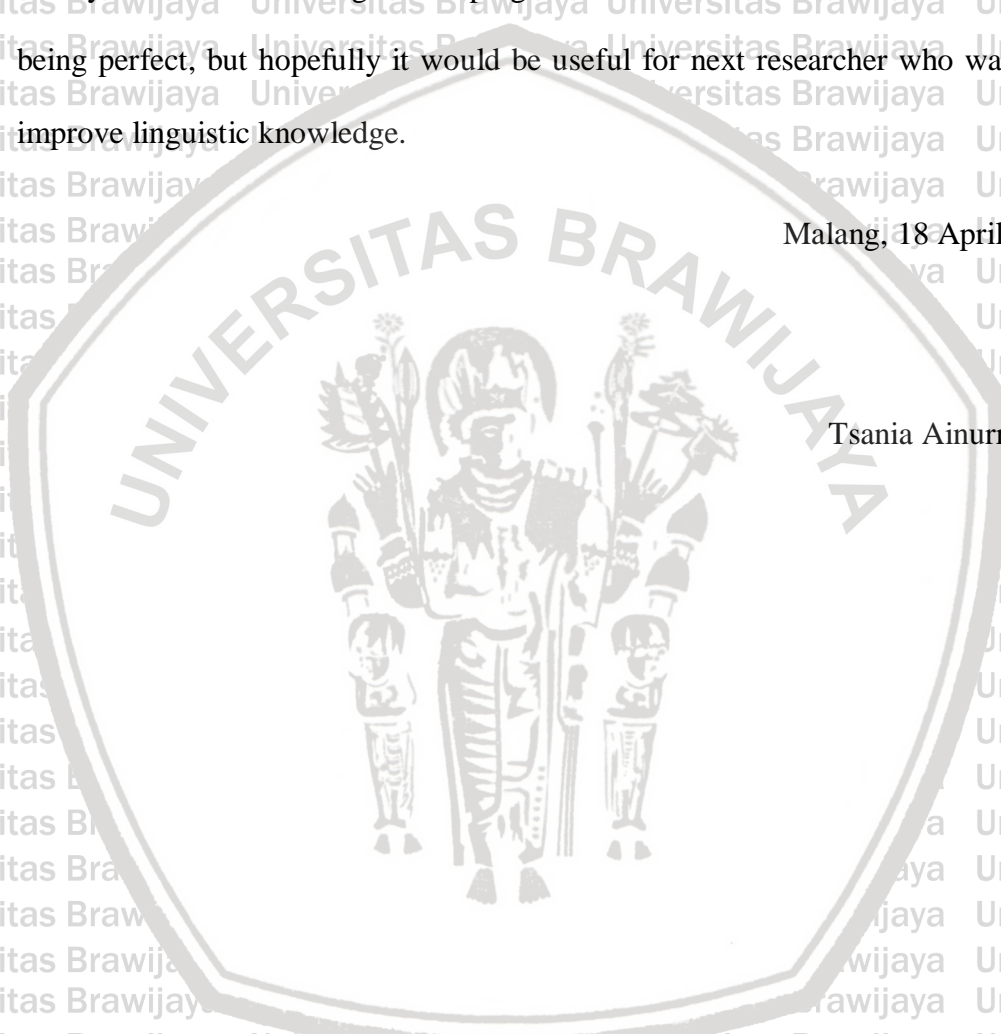 being perfect, but hopefully it would be useful for next researcher who wa
improve linguistic knowledge.
Malang, 18 April
Tsania Ainurr
UNIVERSITAS BRAWIJAYA